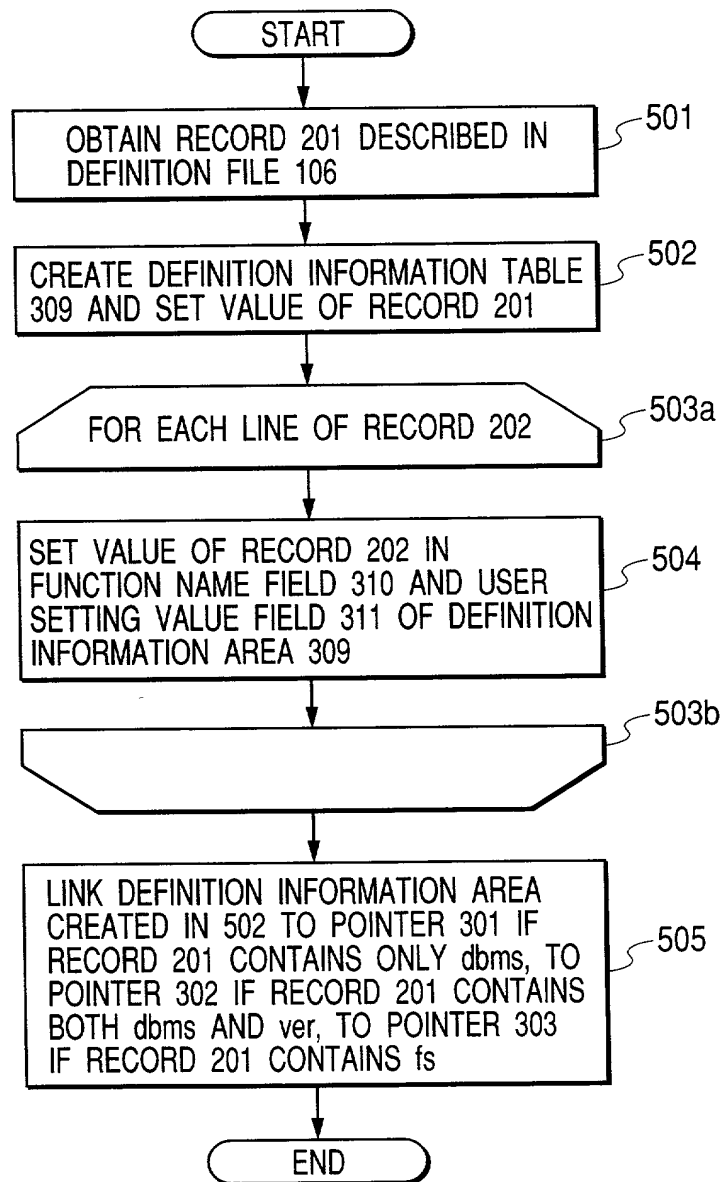 START
OBTAIN RECORD 201 DESCRIBED IN
DEFINITION FILE 106
501
CREATE DEFINITION INFORMATION TABLE
309 AND SET VALUE OF RECORD 201
502
FOR EACH LINE OF RECORD 202
503a
SET VALUE OF RECORD 202 IN
FUNCTION NAME FIELD 310 AND USER
SETTING VALUE FIELD 311 OF DEFINITION
INFORMATION AREA 309
504
503b
LINK DEFINITION INFORMATION AREA
CREATED IN 502 TO POINTER 301 IF
RECORD 201 CONTAINS ONLY dbms, TO
POINTER 302 IF RECORD 201 CONTAINS
BOTH dbms AND ver, TO POINTER 303
IF RECORD 201 CONTAINS fs
505
END